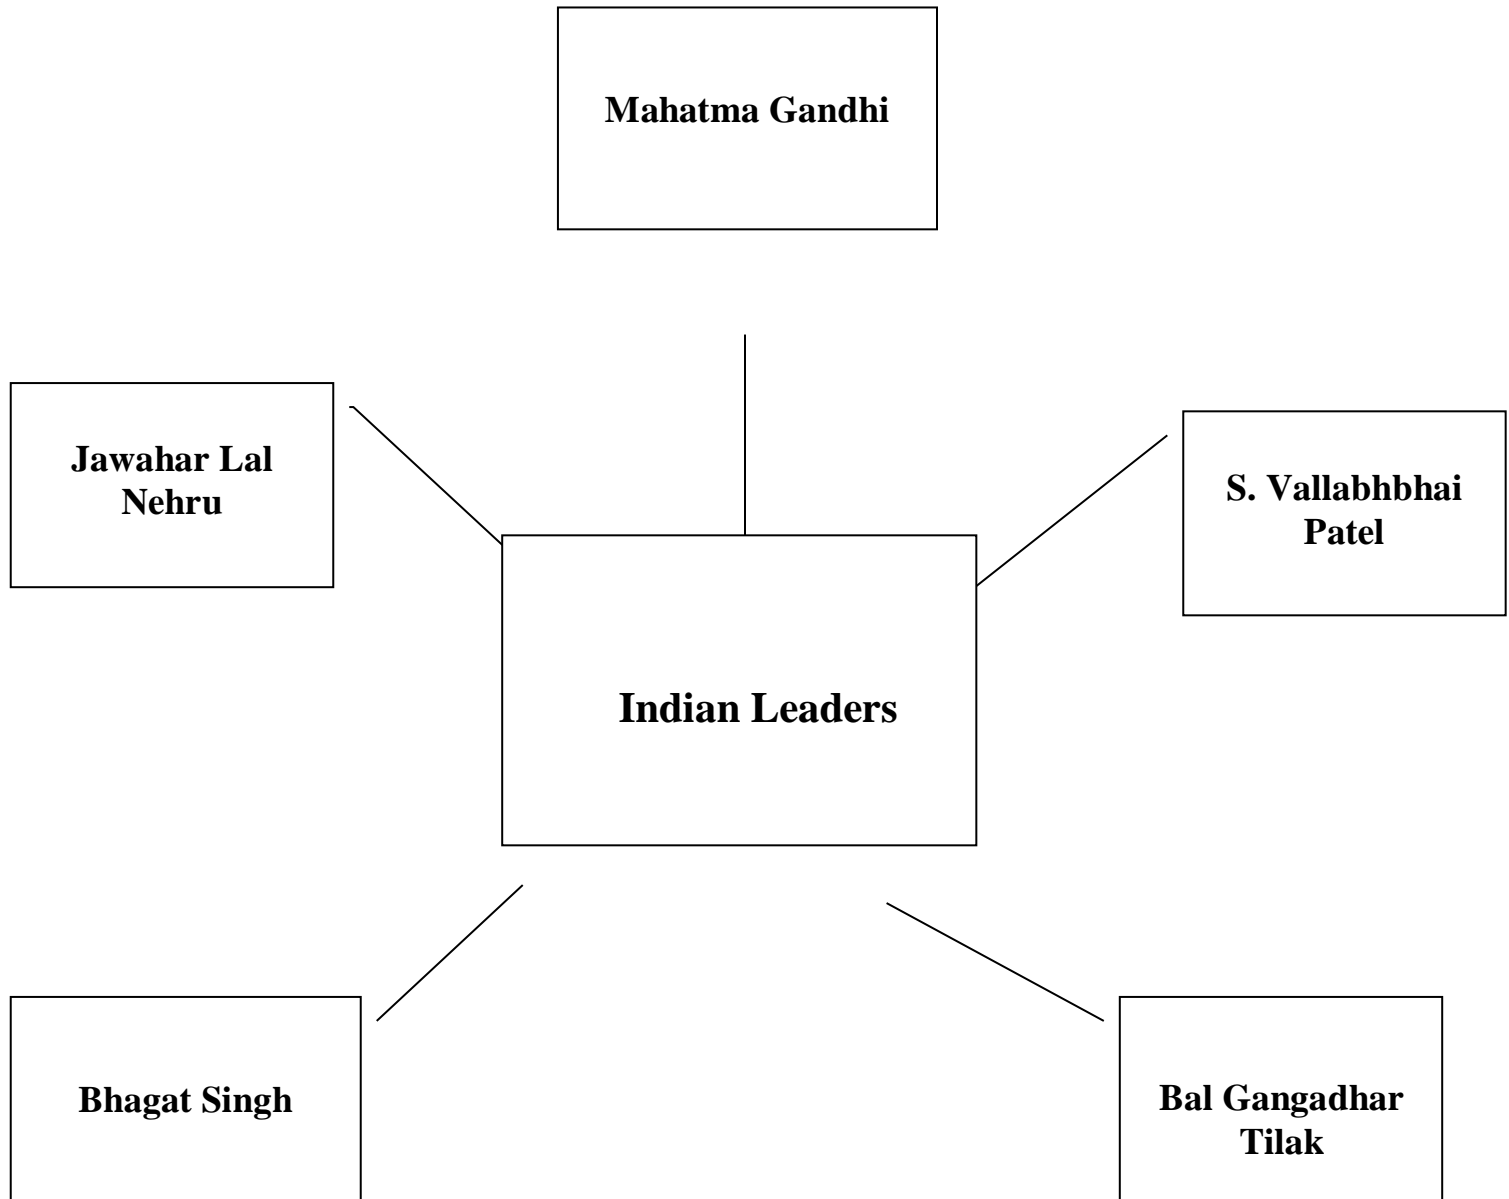 Mahatma Gandhi
Jawahar Lal
Nehru
S. Vallabhbhai
Patel
Indian Leaders
Bhagat Singh
Bal Gangadhar
Tilak